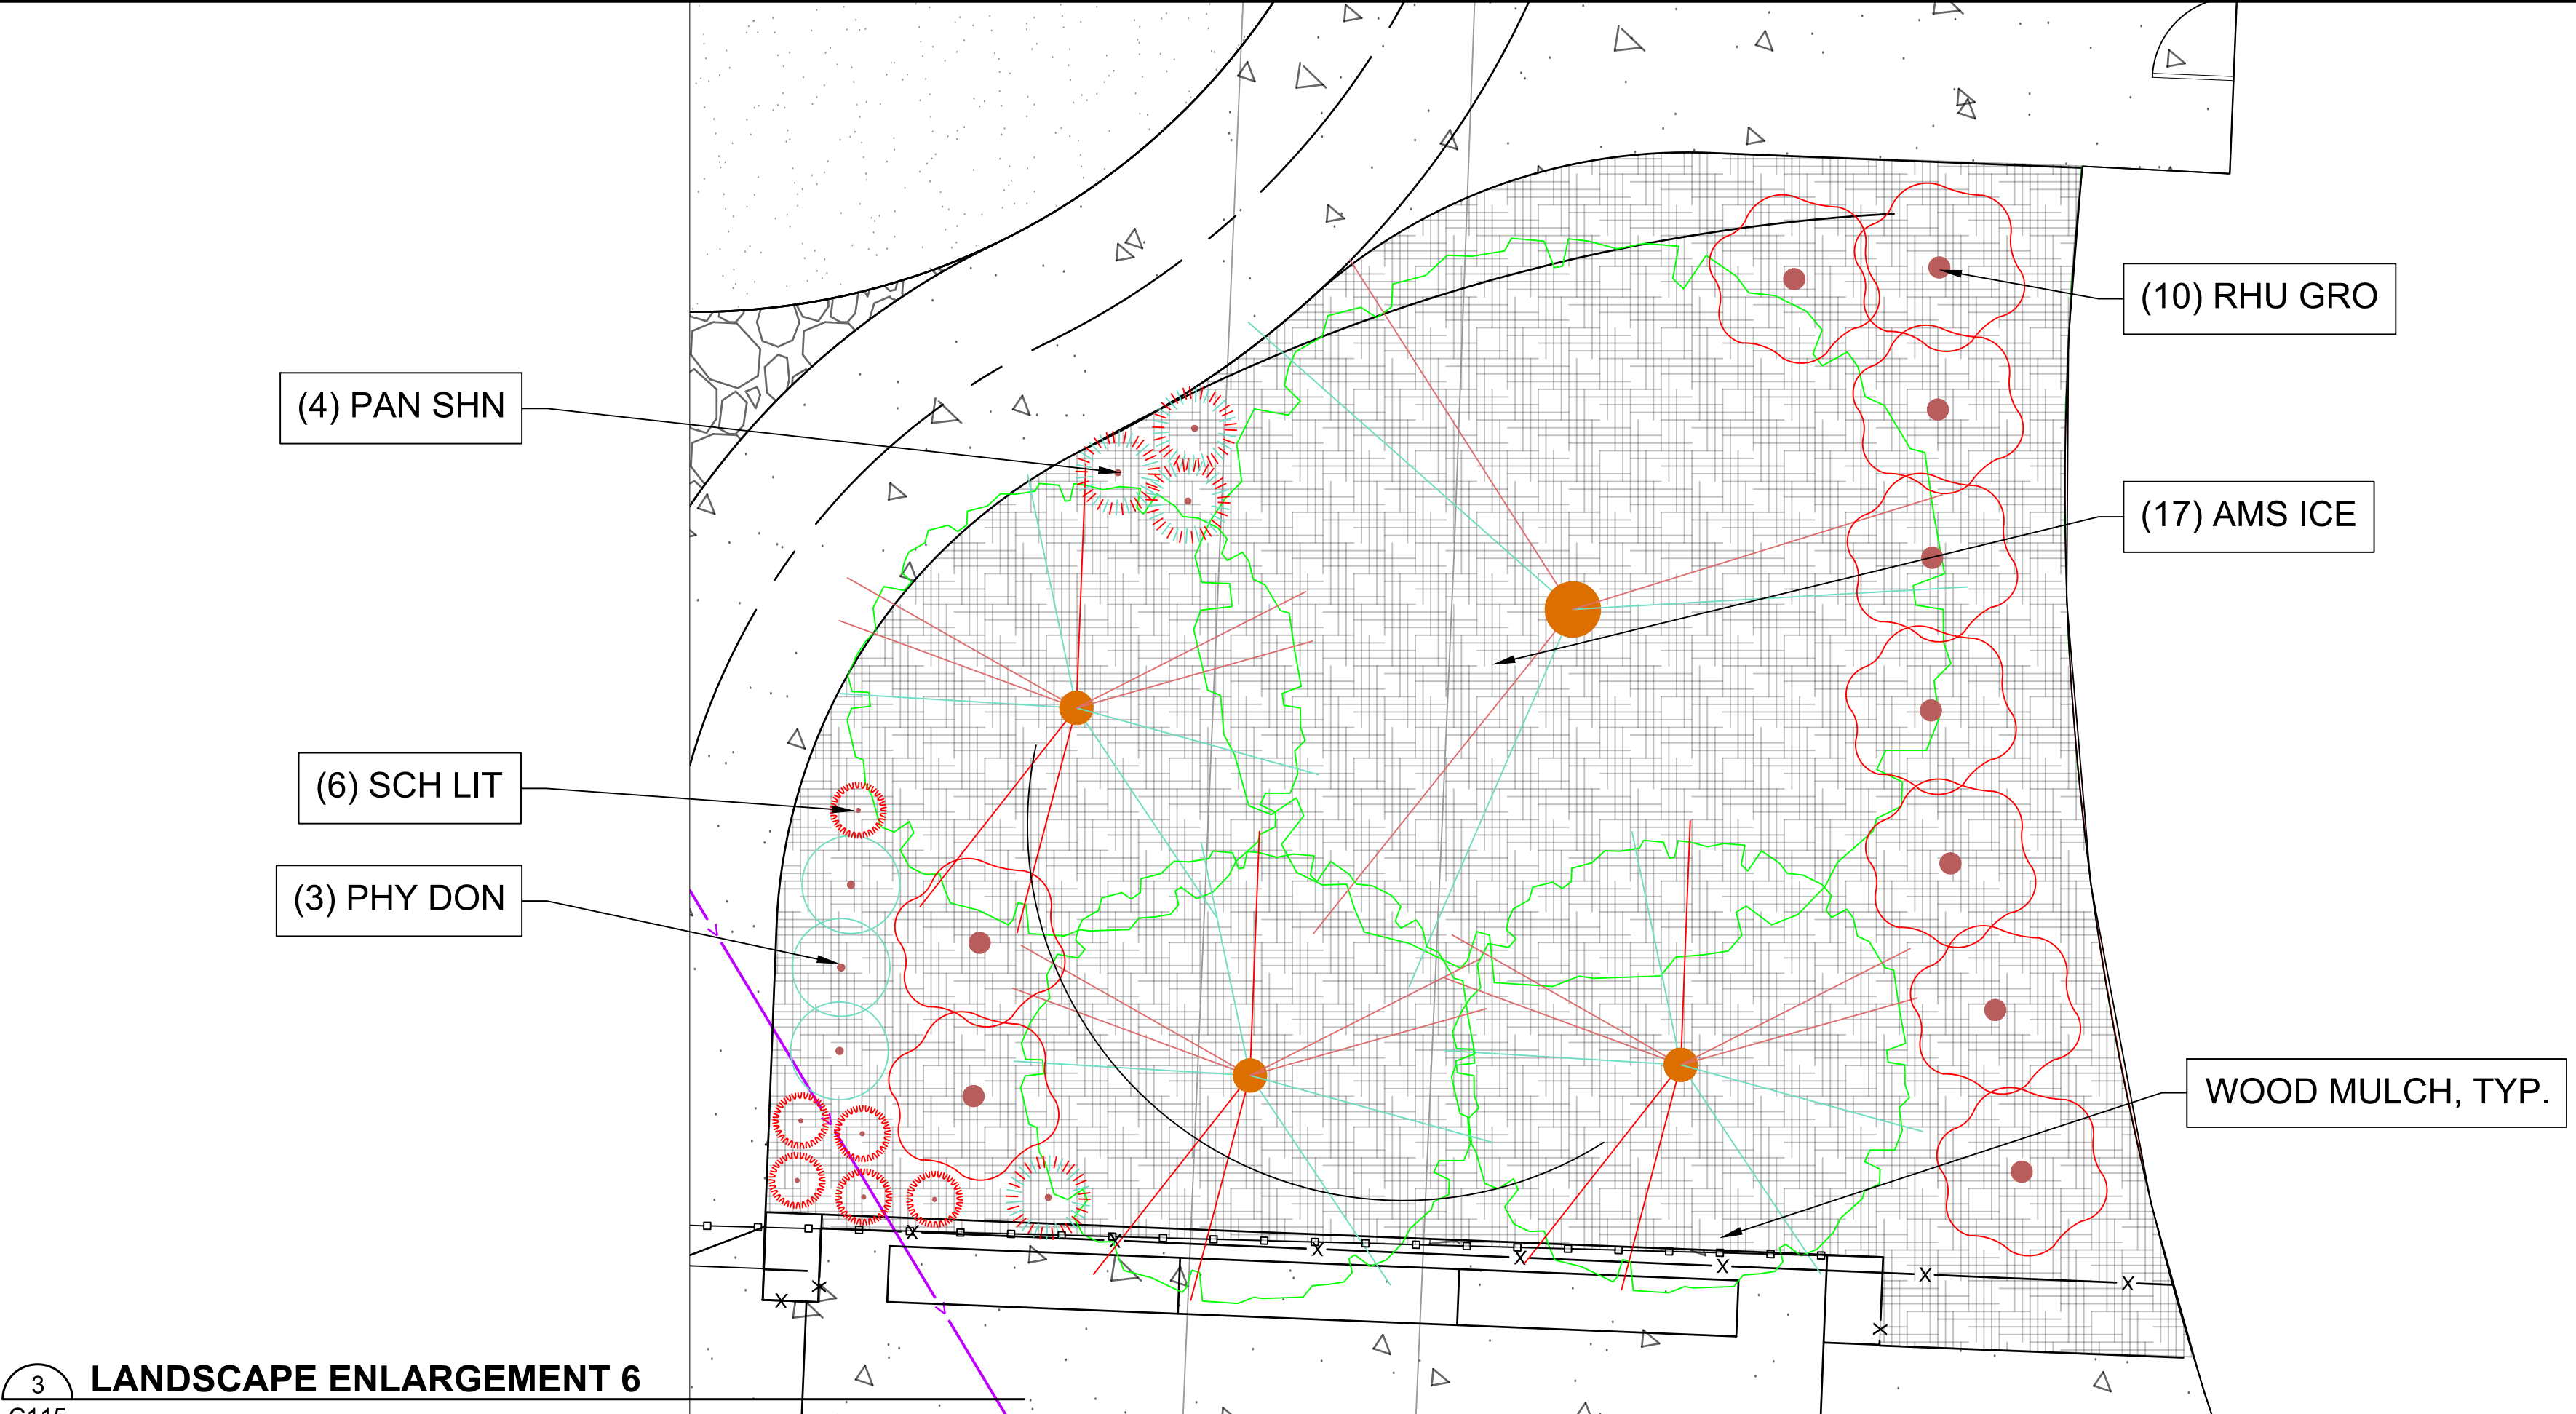 (10) RHU GRO
(4) PAN SHN
(17) AMS ICE
(6) SCH LIT
(3) PHY DON
WOOD MULCH, TYP.
3 LANDSCAPE ENLARGEMENT 6